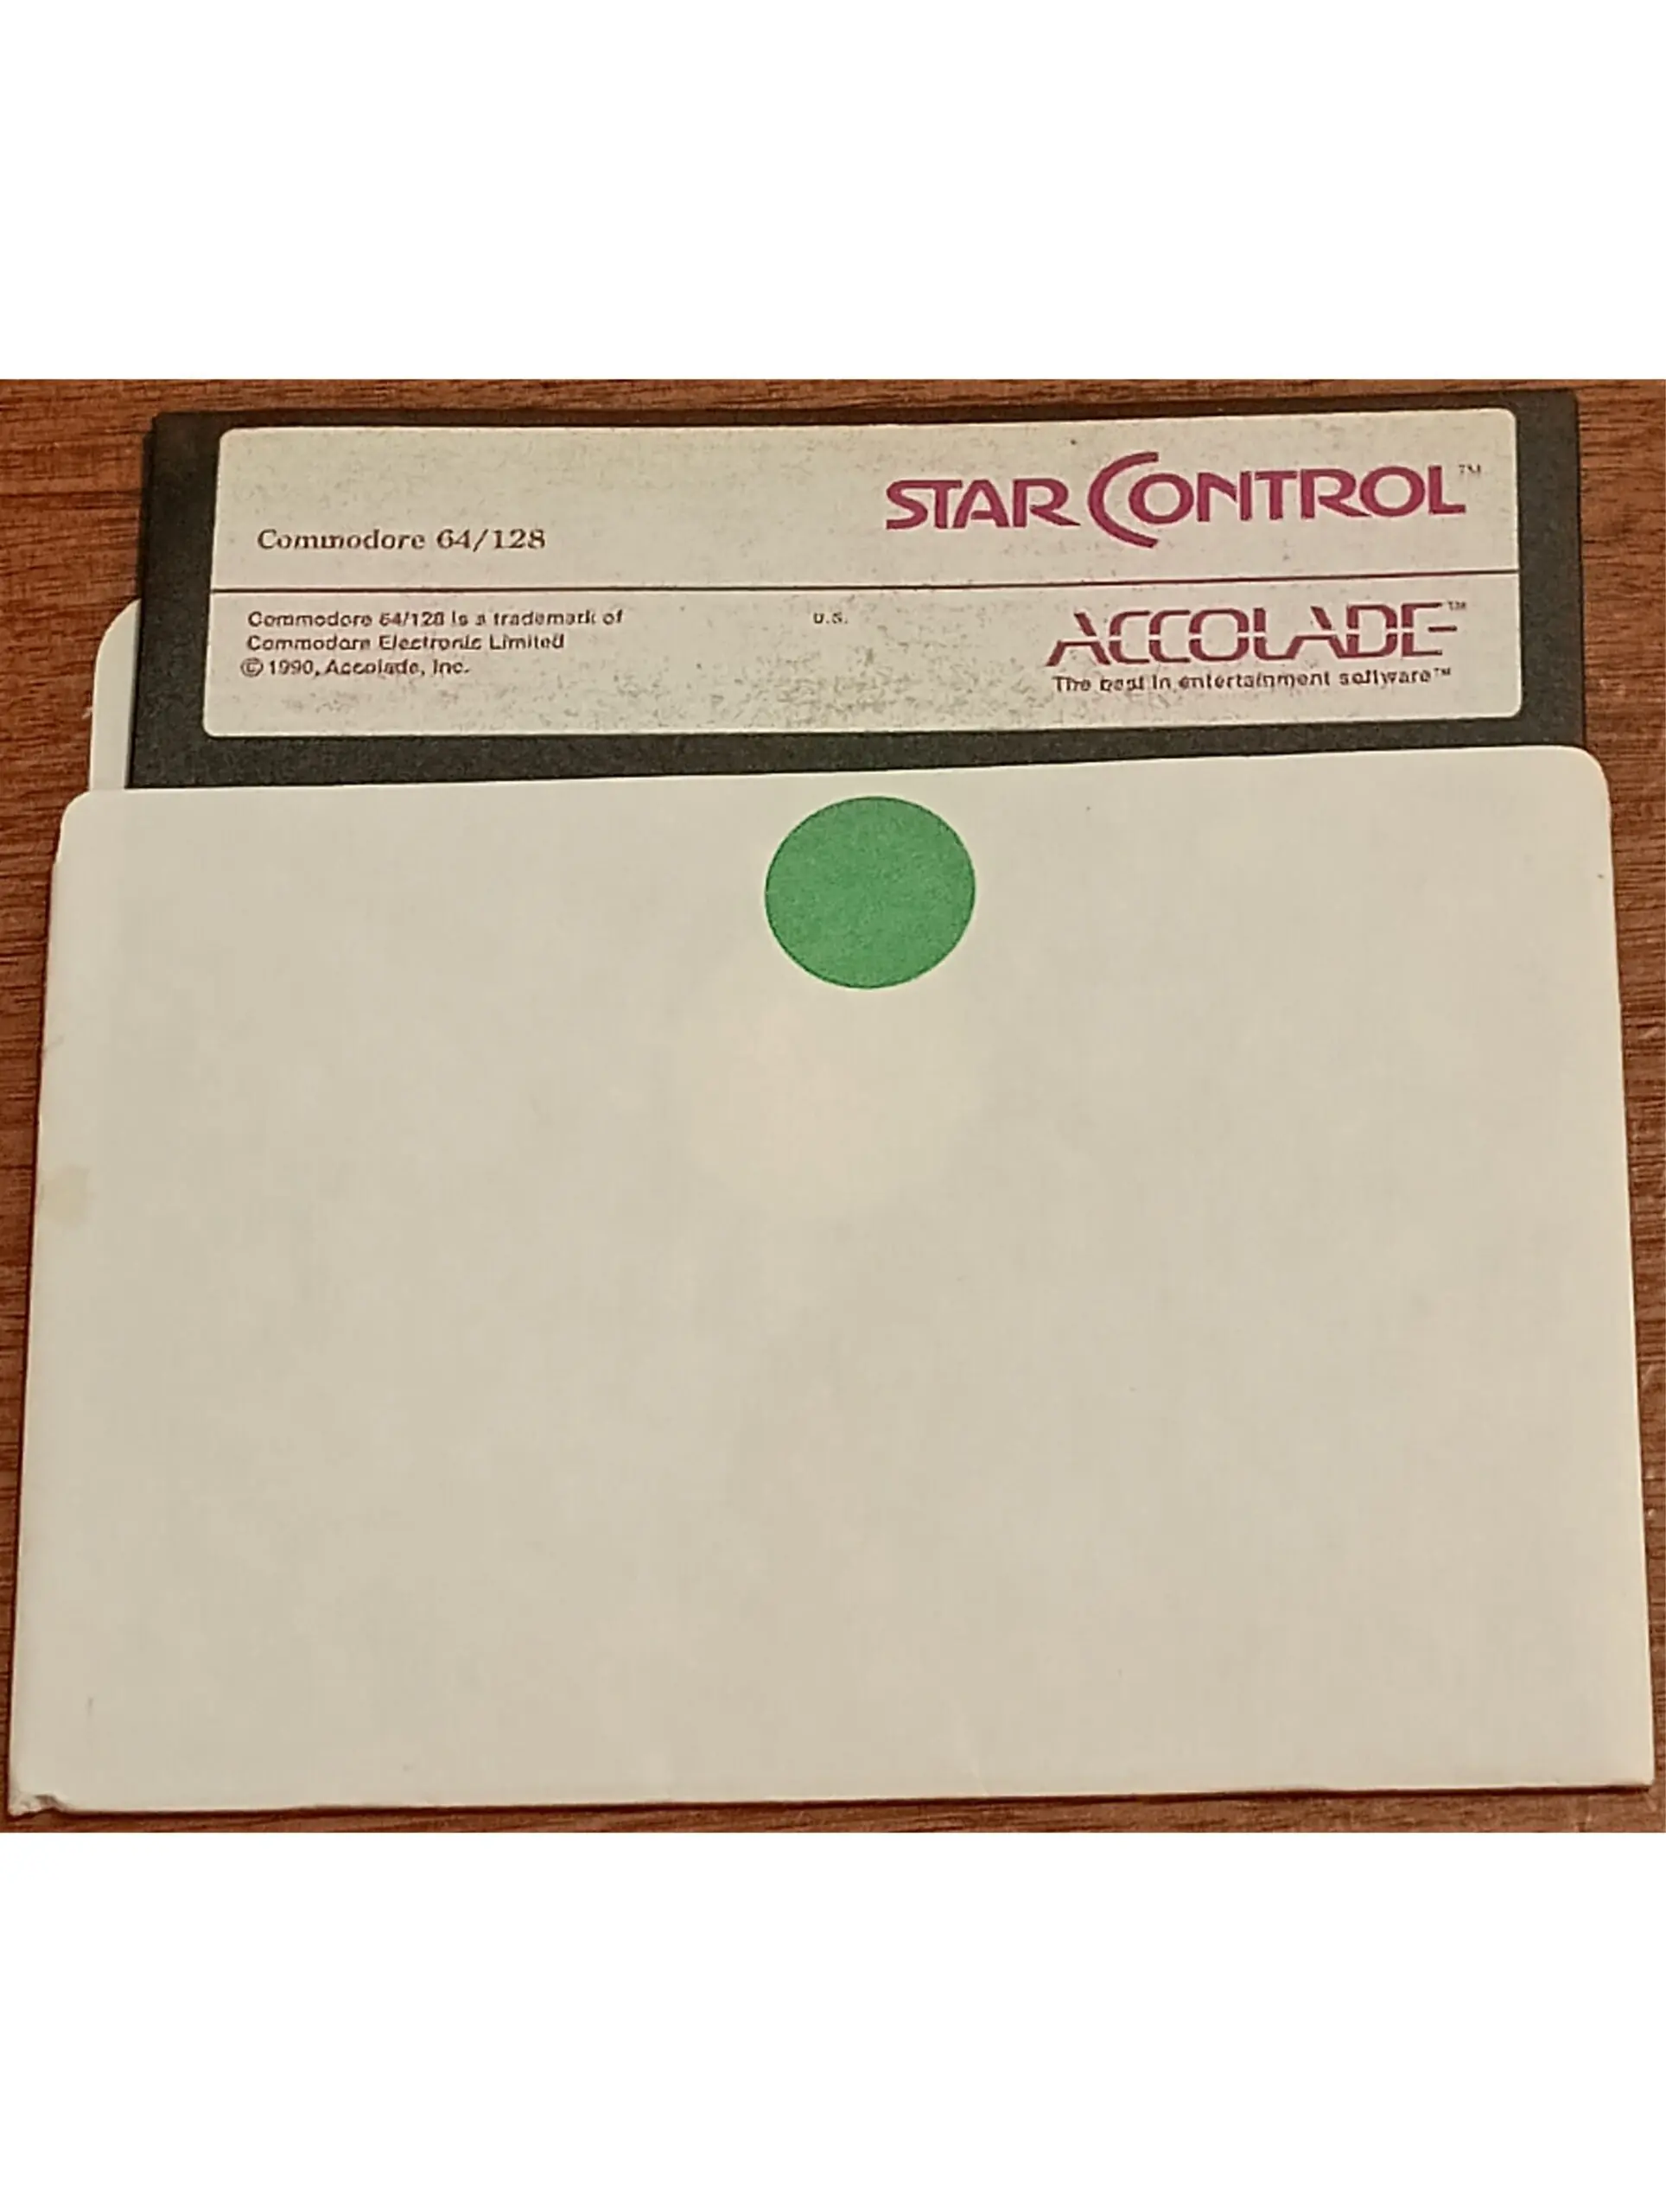 STAR CONTROL™
Commodore 64/128
Commodore 64/128 is a trademark of
Commodore Electronic Limited
© 1990, Accolade, Inc.
U.S.
ACCOLADE™
The best in entertainment software™